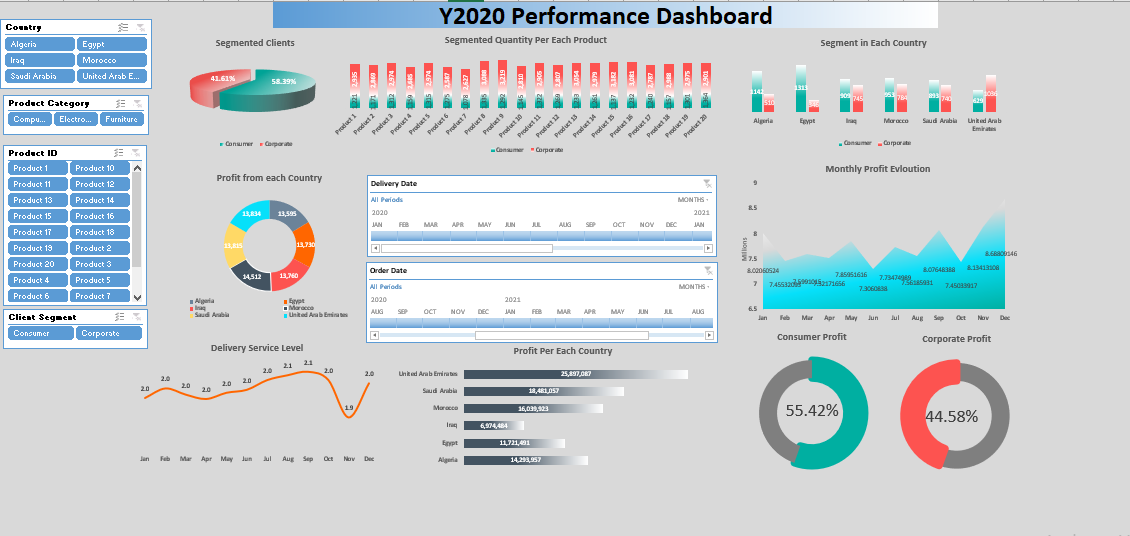 Y2020 Performance Dashboard
Country
Algeria Egypt
Iraq Morocco
Saudi Arabia United Arab E...
Product Category
Compu... Electro... Furniture
Product ID
Product 1 Product 10
Product 11 Product 12
Product 13 Product 14
Product 15 Product 16
Product 17 Product 18
Product 19 Product 2
Product 20 Product 3
Product 4 Product 5
Product 6 Product 7
Client Segment
Consumer Corporate
Segmented Clients
41.61% 58.39%
Consumer Corporate
Segmented Quantity Per Each Product
Product 1 Product 2 Product 3 Product 4 Product 5 Product 6 Product 7 Product 8 Product 9 Product 10 Product 11 Product 12 Product 13 Product 14 Product 15 Product 16 Product 17 Product 18 Product 19 Product 20
Consumer Corporate
Segment in Each Country
1142 1313 909 745 953 784 893 740 629
Algeria Egypt Iraq Morocco Saudi Arabia United Arab Emirates
Consumer Corporate
Profit from each Country
13,834 13,595
13,730
14,512 13,760
Algeria Egypt
Iraq Morocco
Saudi Arabia United Arab Emirates
Delivery Date
All Periods MONTHS
2020 2021
JAN FEB MAR APR MAY JUN JUL AUG SEP OCT NOV DEC JAN
Order Date
All Periods MONTHS
2020 2021
AUG SEP OCT NOV DEC JAN FEB MAR APR MAY JUN JUL AUG
Monthly Profit Evloution
Millions
9
8.5
8
7.5
7
6.5
8.02060524 7.85951616 7.3060638 7.73474949 7.56185931 8.07648388 7.45033917 8.13413108 8.68809146
Jan Feb Mar Apr May Jun Jul Aug Sep Oct Nov Dec
Delivery Service Level
2.0 2.0 2.0 2.0 2.0 2.0 2.0 2.1 2.1 2.0 1.9 2.0
Jan Feb Mar Apr May Jun Jul Aug Sep Oct Nov Dec
Profit Per Each Country
United Arab Emirates 25,897,087
Saudi Arabia 18,481,057
Morocco 16,039,923
Iraq 6,974,484
Egypt 11,721,491
Algeria 14,293,957
Consumer Profit
55.42%
Corporate Profit
44.58%